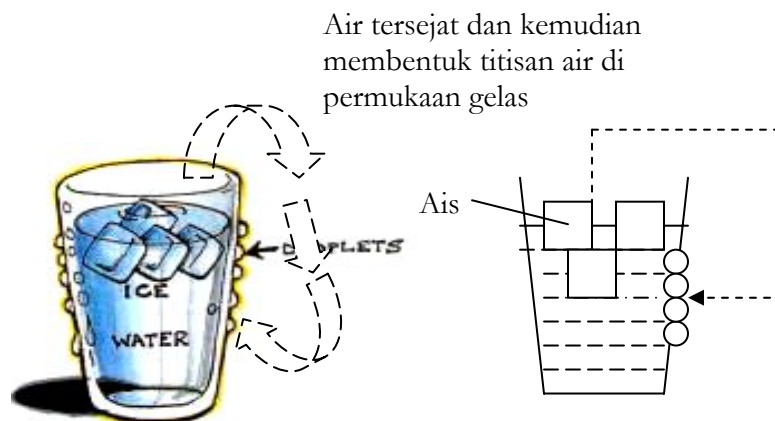 Air tersejat dan kemudian
membentuk titisan air di
permukaan gelas
Ais
ICE
WATER